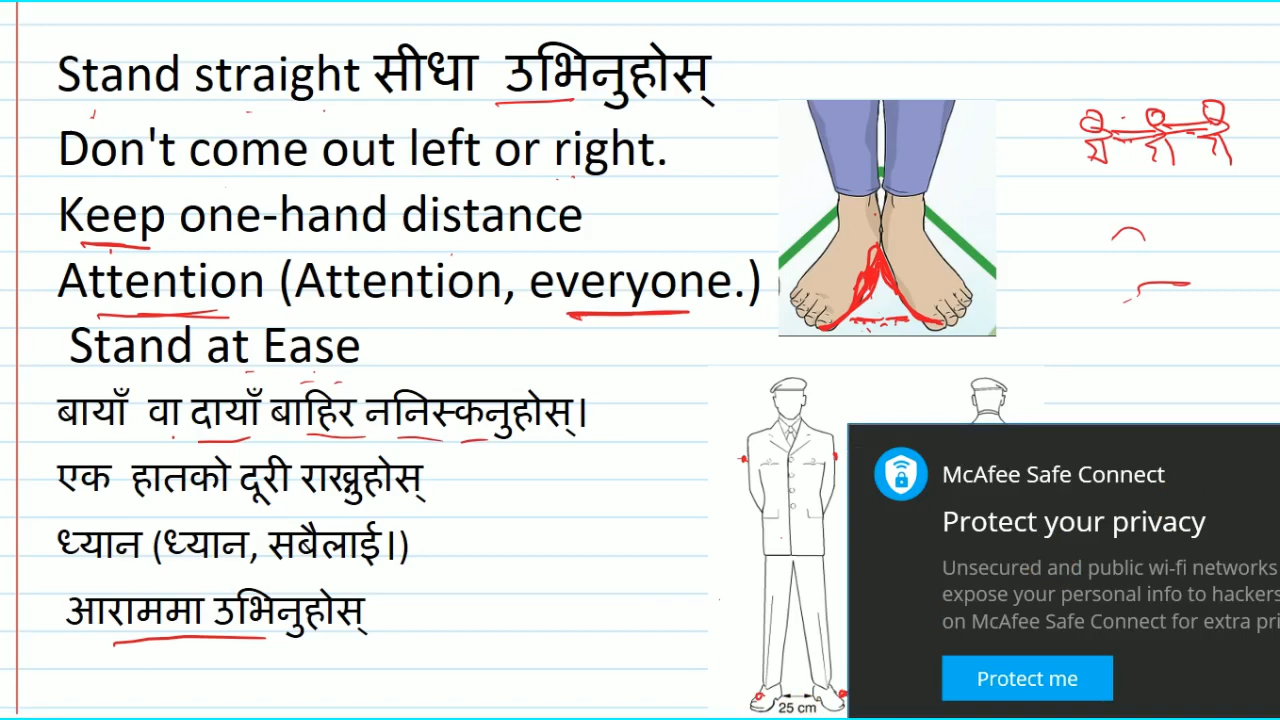 Stand straight सीधा उभिनुहोस्
Don't come out left or right.
Keep one-hand distance
Attention (Attention, everyone.)
Stand at Ease
बायाँ वा दायाँ बाहिर ननिस्कनुहोस्।
एक हातको दूरी राख्नुहोस्
ध्यान (ध्यान, सबैलाई।)
आराममा उभिनुहोस्
25 cm
McAfee Safe Connect
Protect your privacy
Unsecured and public wi-fi networks
expose your personal info to hackers
on McAfee Safe Connect for extra pri
Protect me